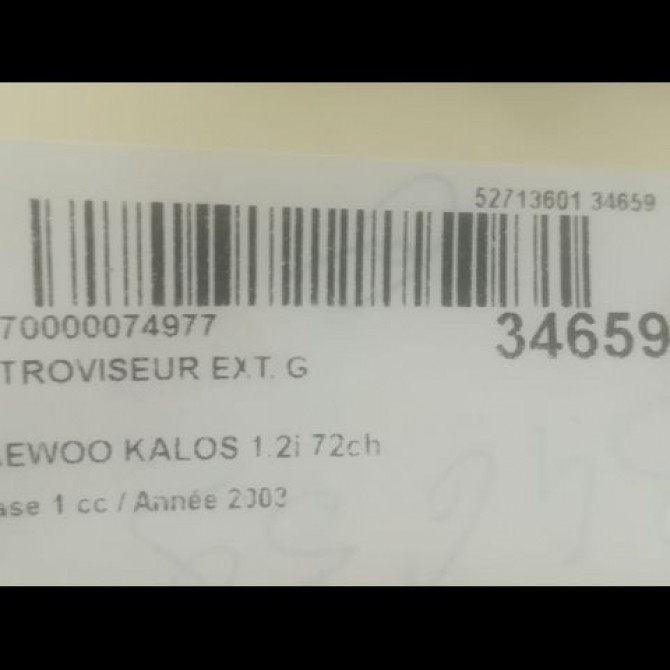 52713601 34659
70000074977
34659
TROVISEUR EXT. G
EWOO KALOS 1.2i 72ch
ase 1 cc / Année 2003